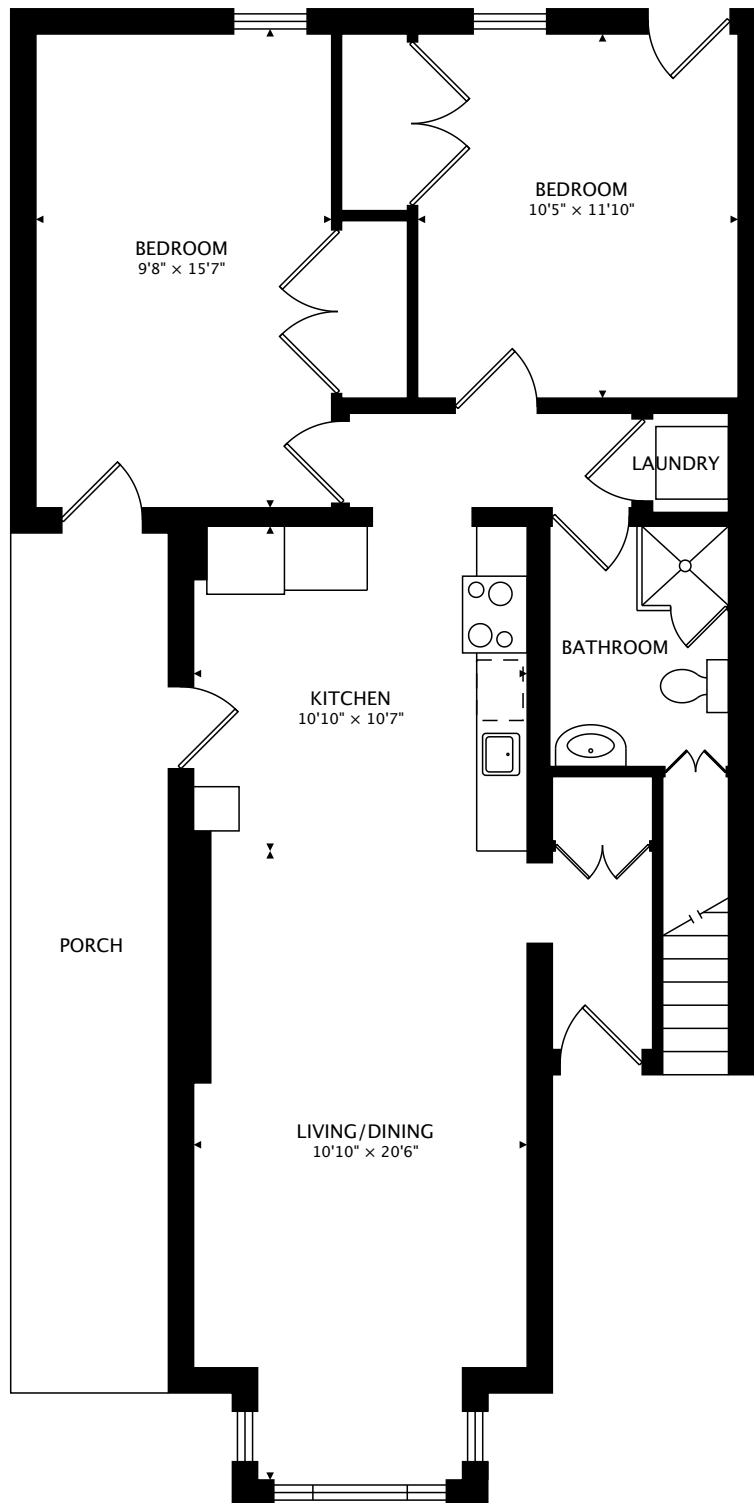 BEDROOM
10'5" × 11'10"
BEDROOM
9'8" × 15'7"
LAUNDRY
BATHROOM
KITCHEN
10'10" × 10'7"
PORCH
LIVING/DINING
10'10" × 20'6"